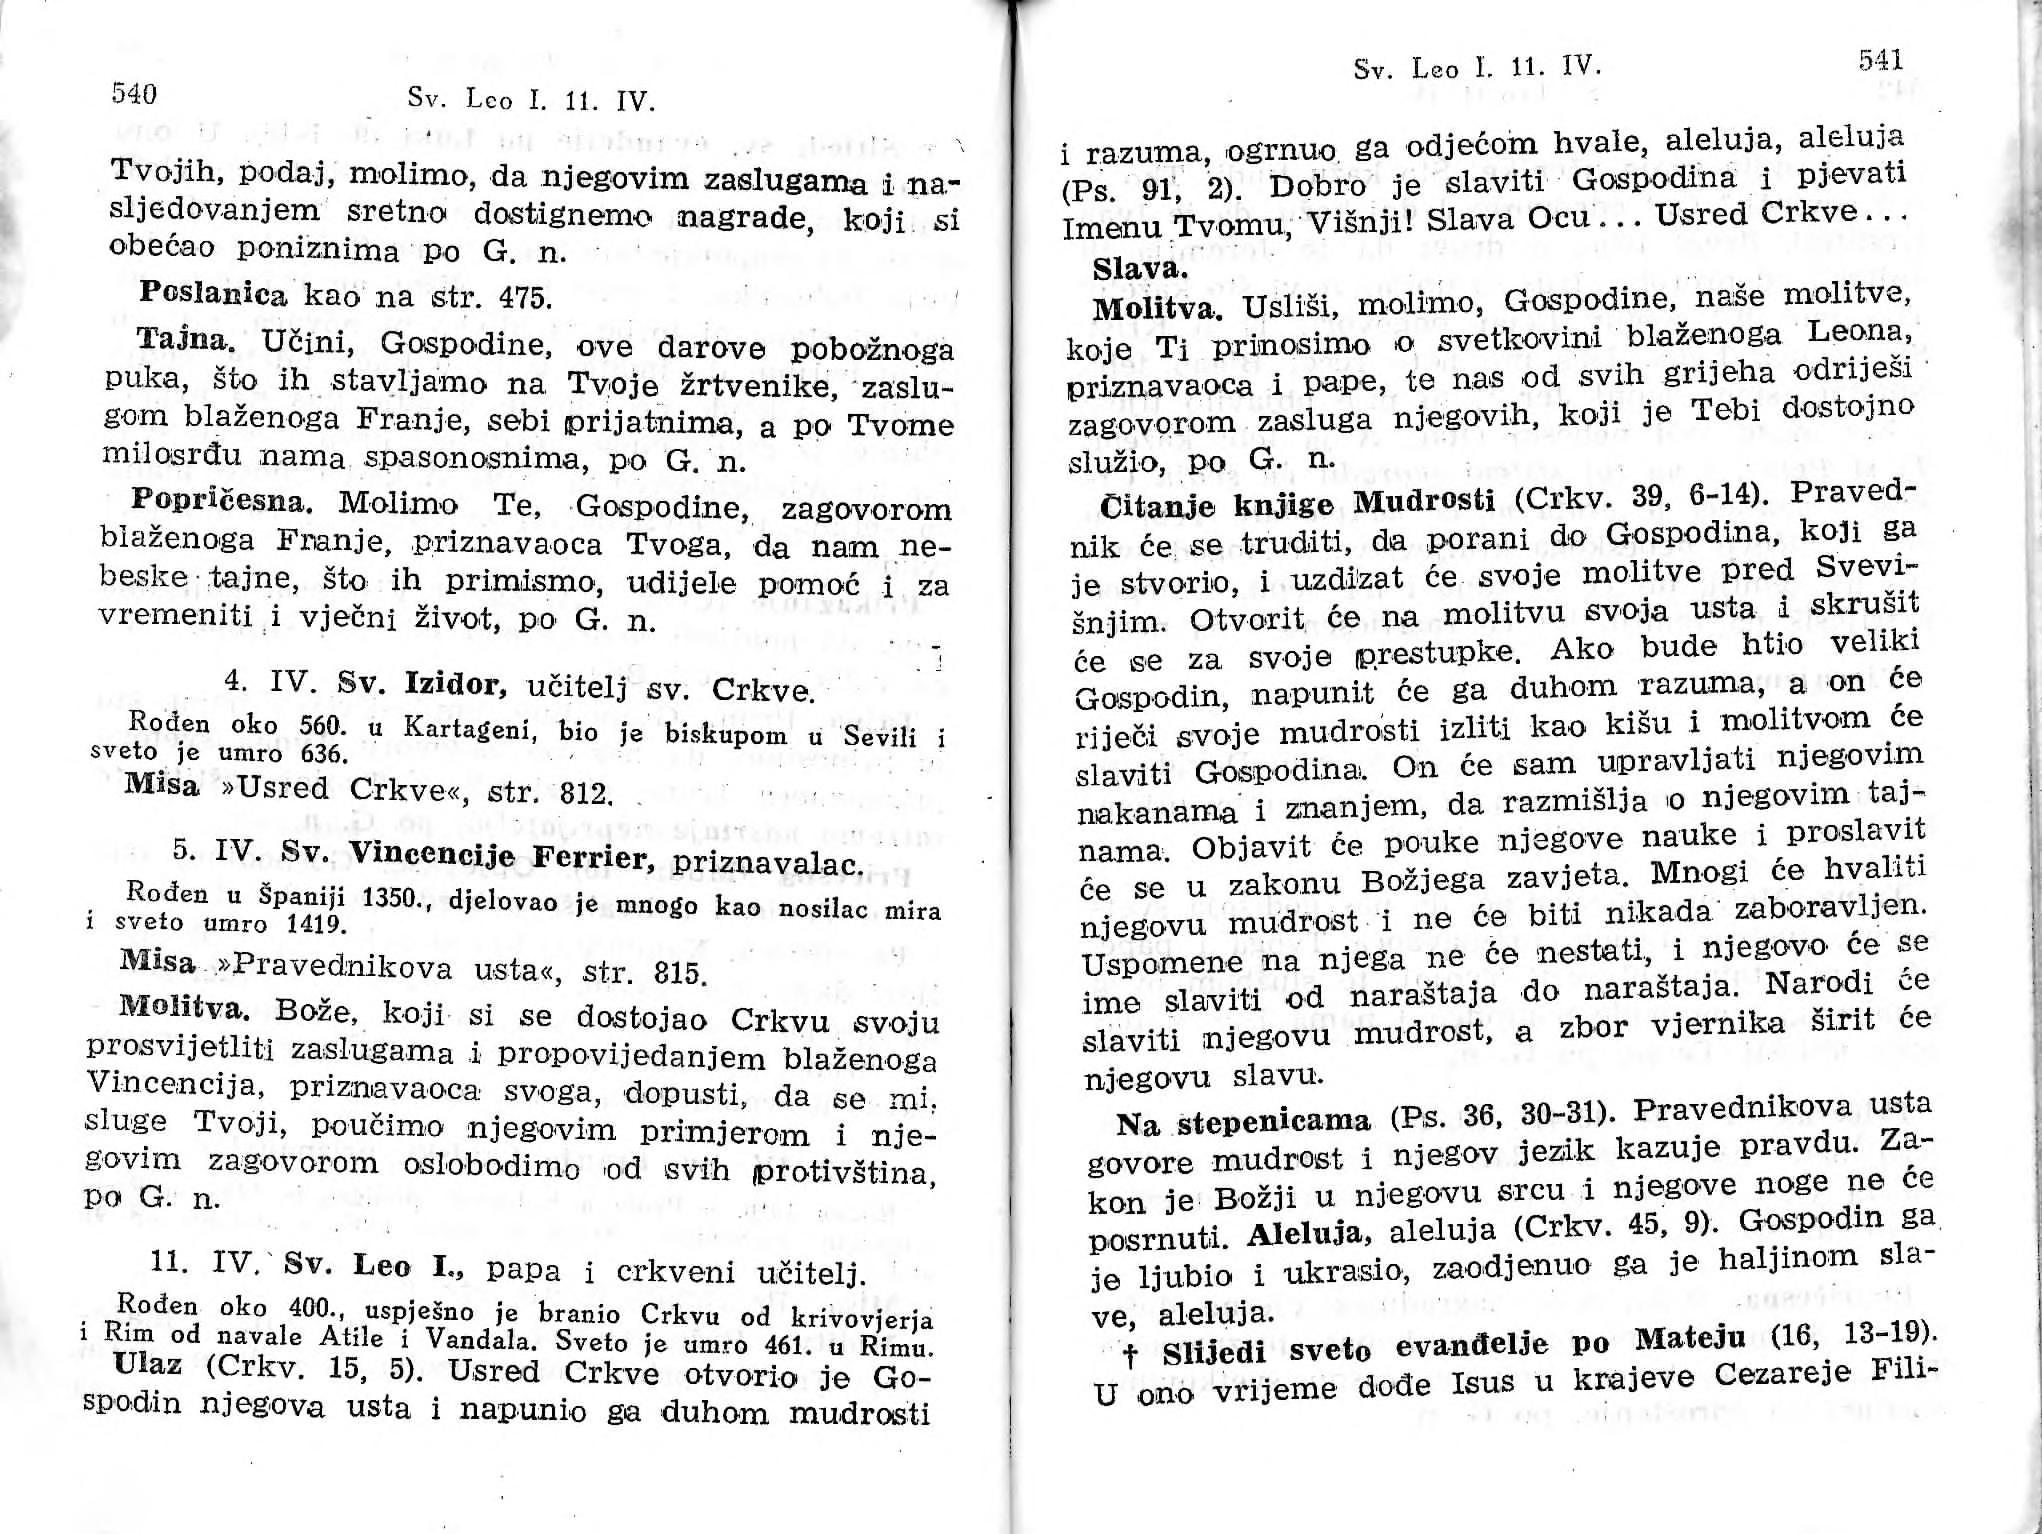 540
Sv. Leo I. 11. IV.
Tvojih, podaj, molimo, da njegovim zaslugama i na-
sljedovanjem sretno dostignemo nagrade, koji si
obećao poniznima po G. n.
Poslanica kao na str. 475.
Tajna. Učini, Gospodine, ove darove pobožnoga
puka, što ih stavljamo na Tvoje žrtvenike, zaslu-
gom blaženoga Franje, sebi prijatnima, a po Tvome
milosrđu nama spasonosnima, po G. n.
Popričesna. Molimo Te, Gospodine, zagovorom
blaženoga Franje, priznavaoca Tvoga, da nam ne-
beske tajne, što ih primismo, udijele pomoć i za
vremeniti i vječni život, po G. n.
4. IV. Sv. Izidor, učitelj sv. Crkve.
Rođen oko 560. u Kartageni, bio je biskupom u Sevili i
sveto je umro 636.
Misa »Usred Crkve«, str. 812.
5. IV. Sv. Vincencije Ferrier, priznavalac.
Rođen u Španiji 1350., djelovao je mnogo kao nosilac mira
i sveto umro 1419.
Misa »Pravednikova usta«, str. 815.
Molitva. Bože, koji si se dostojao Crkvu svoju
prosvijetliti zaslugama i propovijedanjem blaženoga
Vincencija, priznavaoca svoga, dopusti, da se mi,
sluge Tvoji, poučimo njegovim primjerom i nje-
govim zagovorom oslobodimo od svih protivština,
po G. n.
11. IV. Sv. Leo I., papa i crkveni učitelj.
Rođen oko 400., uspješno je branio Crkvu od krivovjerja
i Rim od navale Atile i Vandala. Sveto je umro 461. u Rimu.
Ulaz (Crkv. 15, 5). Usred Crkve otvorio je Go-
spodin njegova usta i napunio ga duhom mudrosti
Sv. Leo I. 11. IV.
541
i razuma, ogrnuo ga odjećom hvale, aleluja, aleluja
(Ps. 91, 2). Dobro je slaviti Gospodina i pjevati
Imenu Tvomu, Višnji! Slava Ocu... Usred Crkve...
Slava.
Molitva. Usliši, molimo, Gospodine, naše molitve,
koje Ti prinosimo o svetkovini blaženoga Leona,
priznavaoca i pape, te nas od svih grijeha odriješi
zagovorom zasluga njegovih, koji je Tebi dostojno
služio, po G. n.
Čitanje knjige Mudrosti (Crkv. 39, 6-14). Praved-
nik će se truditi, da porani do Gospodina, koji ga
je stvorio, i uzdizat će svoje molitve pred Svevi-
šnjim. Otvorit će na molitvu svoja usta i skrušit
će se za svoje prestupke. Ako bude htio veliki
Gospodin, napunit će ga duhom razuma, a on će
riječi svoje mudrosti izliti kao kišu i molitvom će
slaviti Gospodina. On će sam upravljati njegovim
nakanama i znanjem, da razmišlja o njegovim taj-
nama. Objavit će pouke njegove nauke i proslavit
će se u zakonu Božjega zavjeta. Mnogi će hvaliti
njegovu mudrost i ne će biti nikada zaboravljen.
Uspomene na njega ne će nestati, i njegovo će se
ime slaviti od naraštaja do naraštaja. Narodi će
slaviti njegovu mudrost, a zbor vjernika širit će
njegovu slavu.
Na stepenicama (Ps. 36, 30-31). Pravednikova usta
govore mudrost i njegov jezik kazuje pravdu. Za-
kon je Božji u njegovu srcu i njegove noge ne će
posrnuti. Aleluja, aleluja (Crkv. 45, 9). Gospodin ga
je ljubio i ukrasio, zaodjenuo ga je haljinom sla-
ve, aleluja.
† Slijedi sveto evanđelje po Mateju (16, 13-19).
U ono vrijeme dođe Isus u krajeve Cezareje Fili-